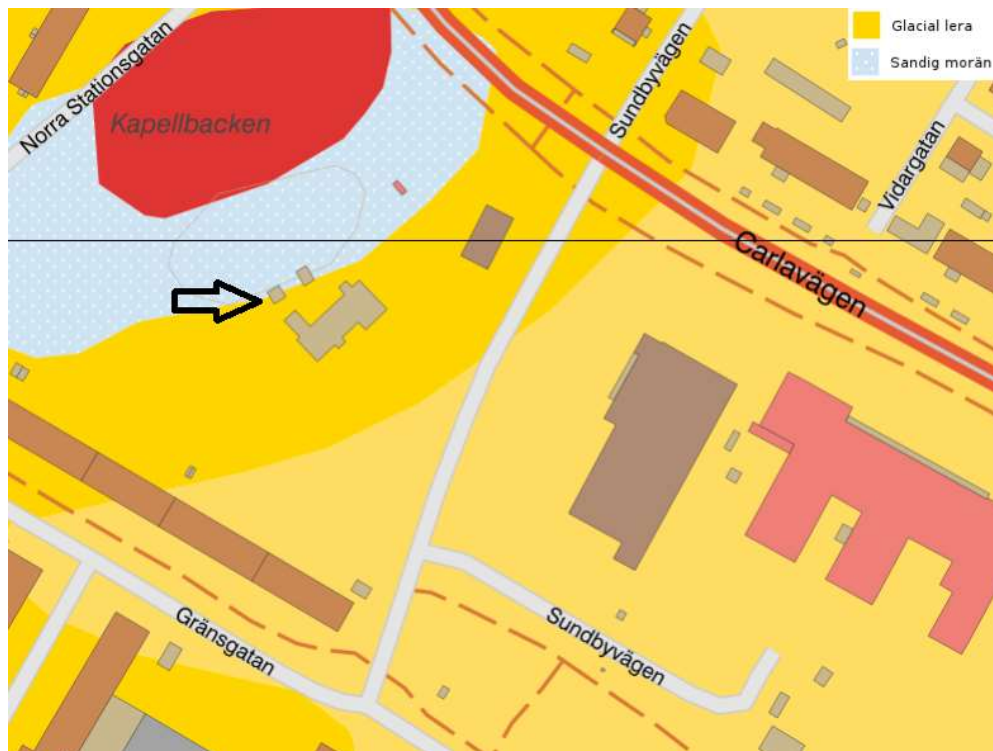 Glacial lera
Sandig morän
Norra Stationsgatan
Kapellbacken
Sundbyvägen
Vidargatan
Carlavägen
Gränsgatan
Sundbyvägen